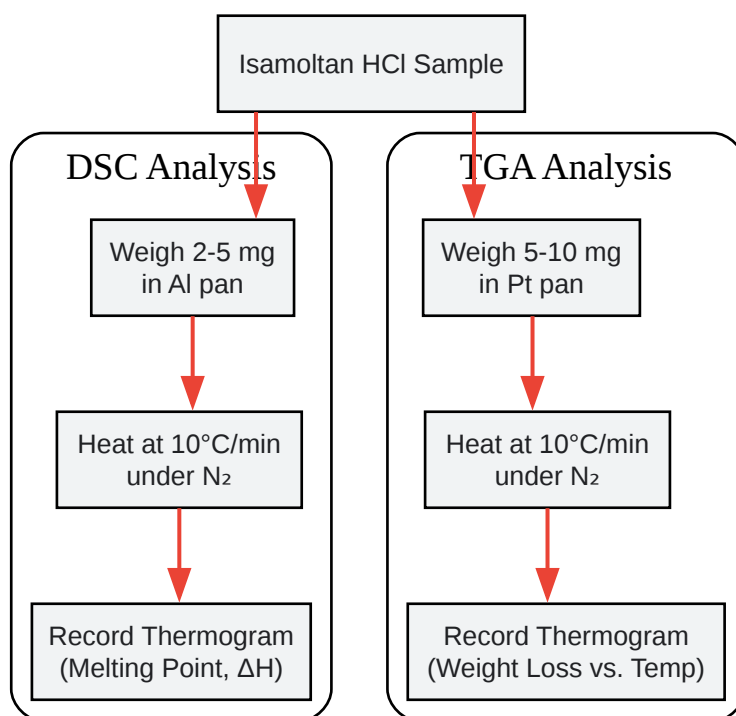 Isamoltan HCl Sample
DSC Analysis
Weigh 2-5 mg
in Al pan
Heat at 10°C/min
under N₂
Record Thermogram
(Melting Point, ΔH)
TGA Analysis
Weigh 5-10 mg
in Pt pan
Heat at 10°C/min
under N₂
Record Thermogram
(Weight Loss vs. Temp)